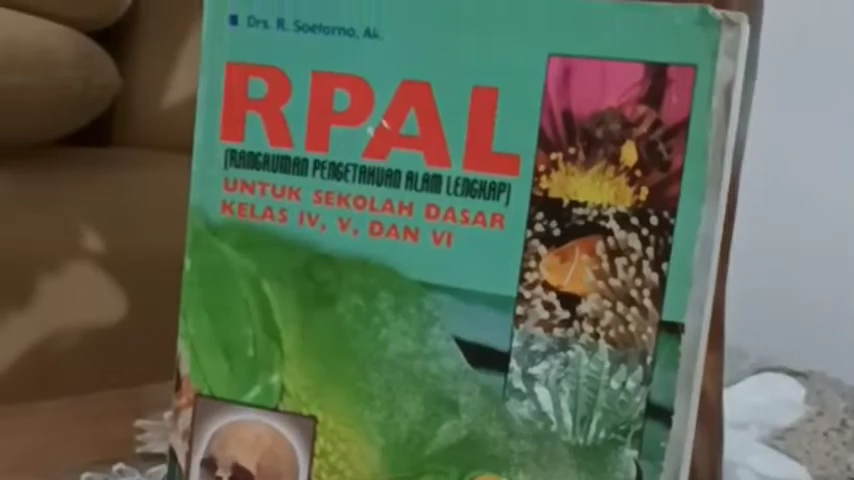 Drs. R. Soetarno, Ak.
RPAL
(RANGKUMAN PENGETAHUAN ALAM LENGKAP)
UNTUK SEKOLAH DASAR
KELAS IV, V, DAN VI